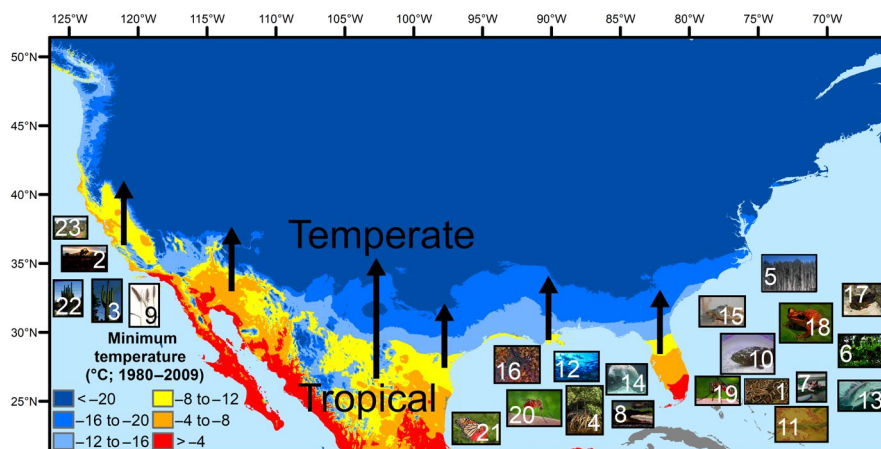 125°W 120°W 115°W 110°W 105°W 100°W 95°W 90°W 85°W 80°W 75°W 70°W
50°N
45°N
40°N
35°N
30°N
25°N
Temperate
Tropical
23
2
22 3 9
5
15 18 17
10 6
16 12 14
19 1 7 13
20 4 8
21 11
Minimum
temperature
(°C; 1980–2009)
< –20
–16 to –20
–12 to –16
–8 to –12
–4 to –8
> –4